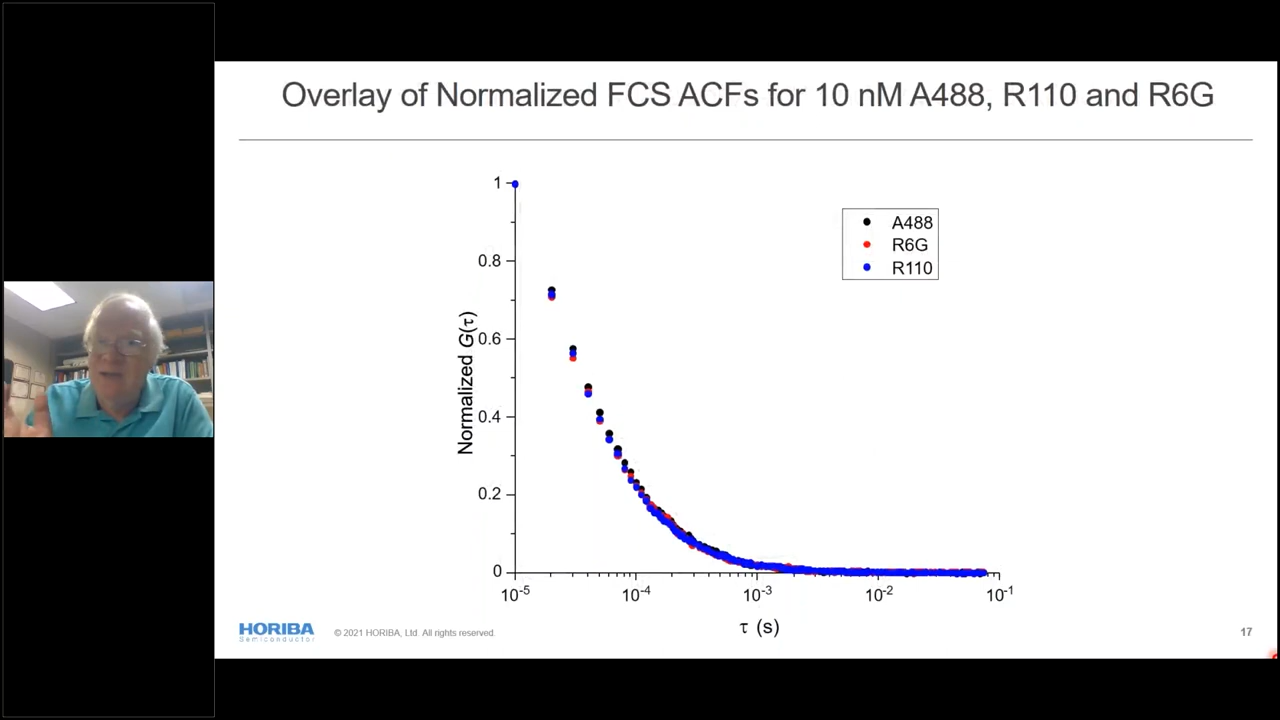 Overlay of Normalized FCS ACFs for 10 nM A488, R110 and R6G
1
0.8
0.6
0.4
0.2
0
Normalized G(τ)
A488
R6G
R110
10-5
10-4
10-3
10-2
10-1
τ (s)
HORIBA
Semiconductor
© 2021 HORIBA, Ltd. All rights reserved.
17